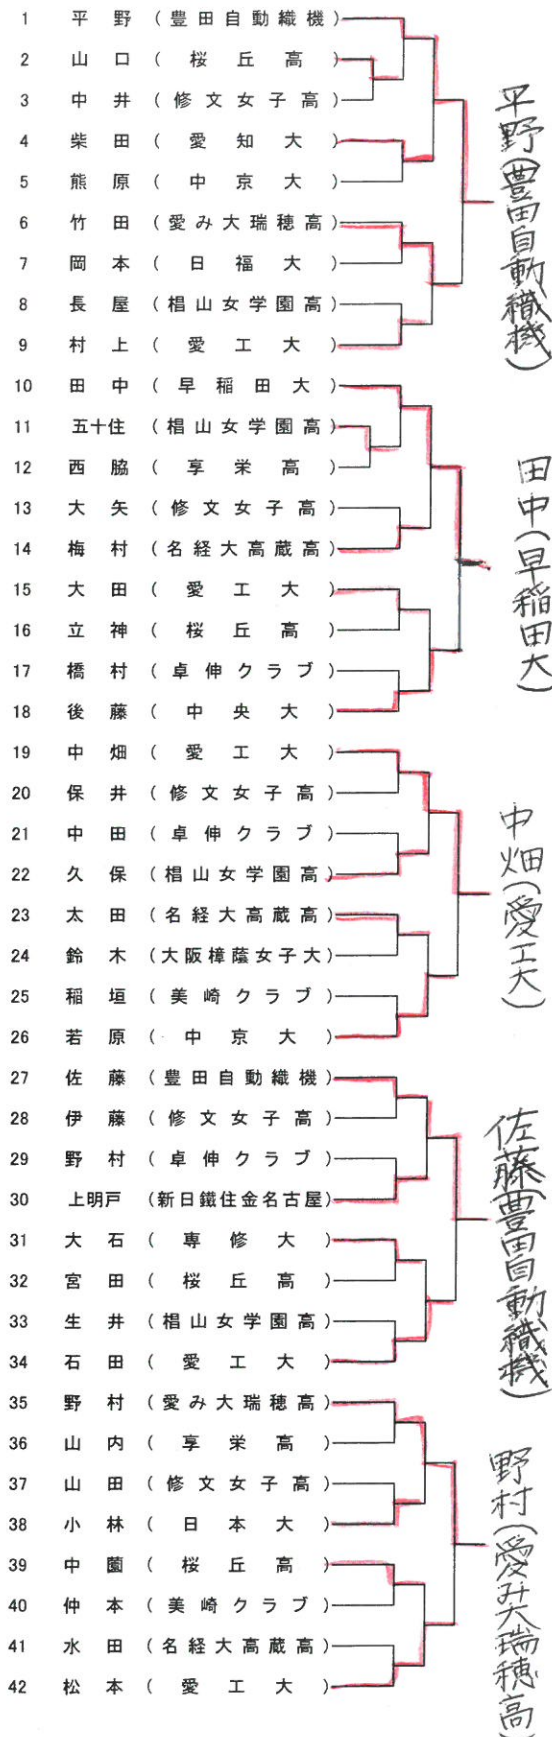 1 平野 (豊田自動織機)
2 山口 (桜丘高)
3 中井 (修文女子高)
4 柴田 (愛知大)
5 熊原 (中京大)
6 竹田 (愛み大瑞穂高)
7 岡本 (日福大)
8 長屋 (椙山女学園高)
9 村上 (愛工大)
平野(豊田自動織機)
10 田中 (早稲田大)
11 五十住 (椙山女学園高)
12 西脇 (享栄高)
13 大矢 (修文女子高)
14 梅村 (名経大高蔵高)
15 大田 (愛工大)
16 立神 (桜丘高)
17 橋村 (卓伸クラブ)
18 後藤 (中央大)
田中(早稲田大)
19 中畑 (愛工大)
20 保井 (修文女子高)
21 中田 (卓伸クラブ)
22 久保 (椙山女学園高)
23 太田 (名経大高蔵高)
24 鈴木 (大阪樟蔭女子大)
25 稲垣 (美崎クラブ)
26 若原 (中京大)
中畑(愛工大)
27 佐藤 (豊田自動織機)
28 伊藤 (修文女子高)
29 野村 (卓伸クラブ)
30 上明戸 (新日鐵住金名古屋)
31 大石 (専修大)
32 宮田 (桜丘高)
33 生井 (椙山女学園高)
34 石田 (愛工大)
佐藤(豊田自動織機)
35 野村 (愛み大瑞穂高)
36 山内 (享栄高)
37 山田 (修文女子高)
38 小林 (日本大)
39 中薗 (桜丘高)
40 仲本 (美崎クラブ)
41 水田 (名経大高蔵高)
42 松本 (愛工大)
野村(愛み大瑞穂高)